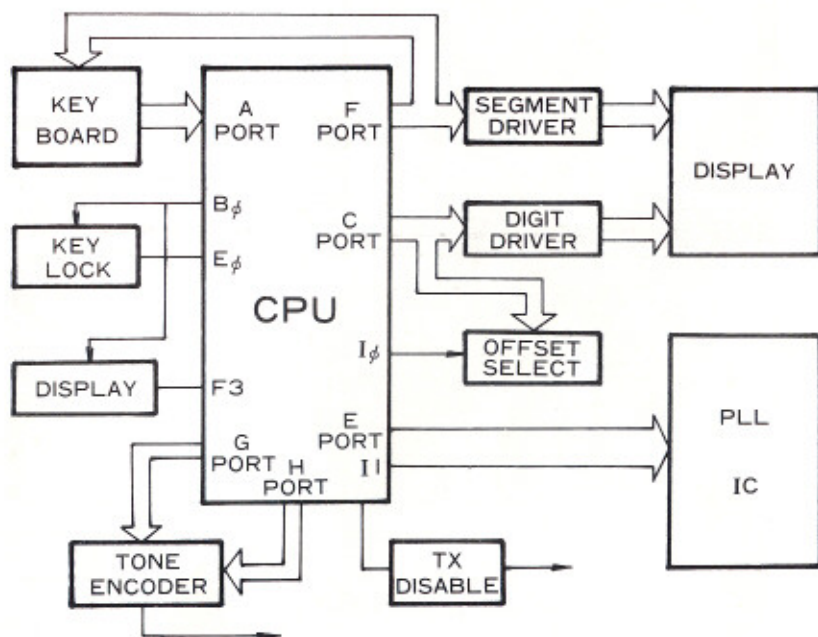 KEY
BOARD
A
PORT
F
PORT
SEGMENT
DRIVER
DISPLAY
Bφ
C
PORT
DIGIT
DRIVER
KEY
LOCK
Eφ
CPU
Iφ
OFFSET
SELECT
DISPLAY
F3
E
PORT
I1
PLL
IC
G
PORT
H
PORT
TONE
ENCODER
TX
DISABLE